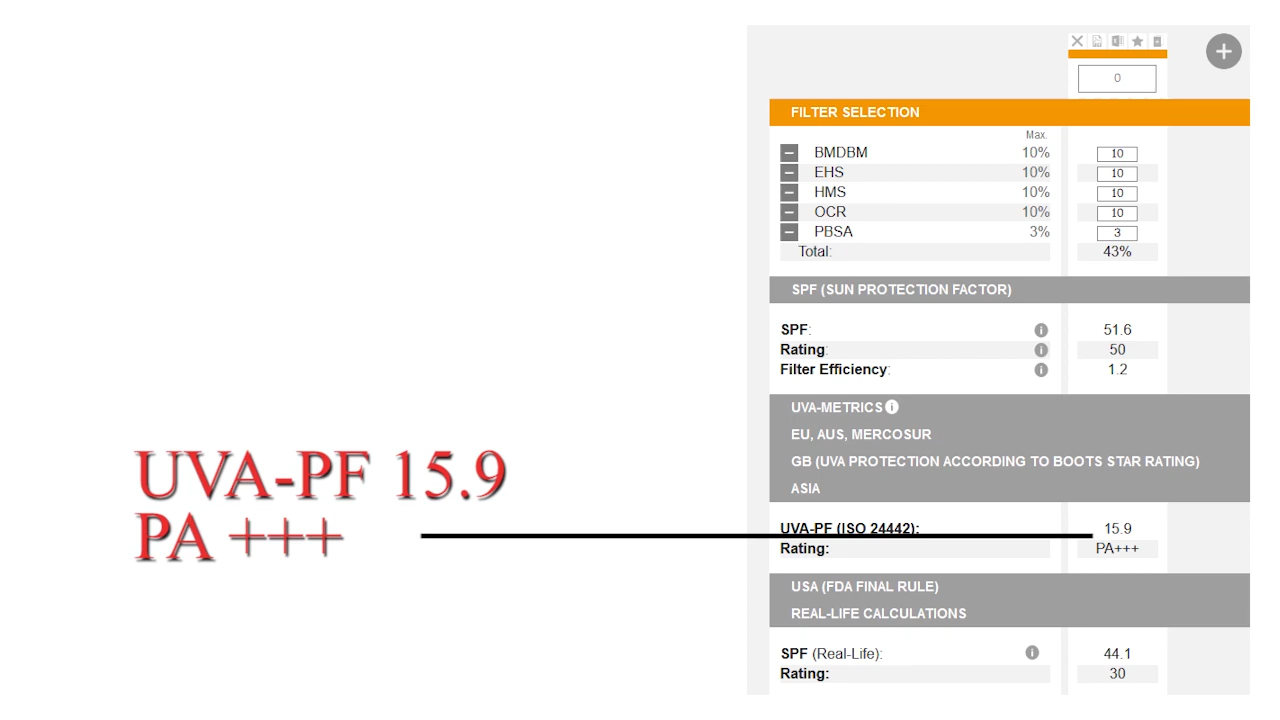 UVA-PF 15.9
PA +++
0
FILTER SELECTION
Max.
BMDBM 10% 10
EHS 10% 10
HMS 10% 10
OCR 10% 10
PBSA 3% 3
Total: 43%
SPF (SUN PROTECTION FACTOR)
SPF: 51.6
Rating: 50
Filter Efficiency: 1.2
UVA-METRICS
EU, AUS, MERCOSUR
GB (UVA PROTECTION ACCORDING TO BOOTS STAR RATING)
ASIA
UVA-PF (ISO 24442): 15.9
Rating: PA+++
USA (FDA FINAL RULE)
REAL-LIFE CALCULATIONS
SPF (Real-Life): 44.1
Rating: 30